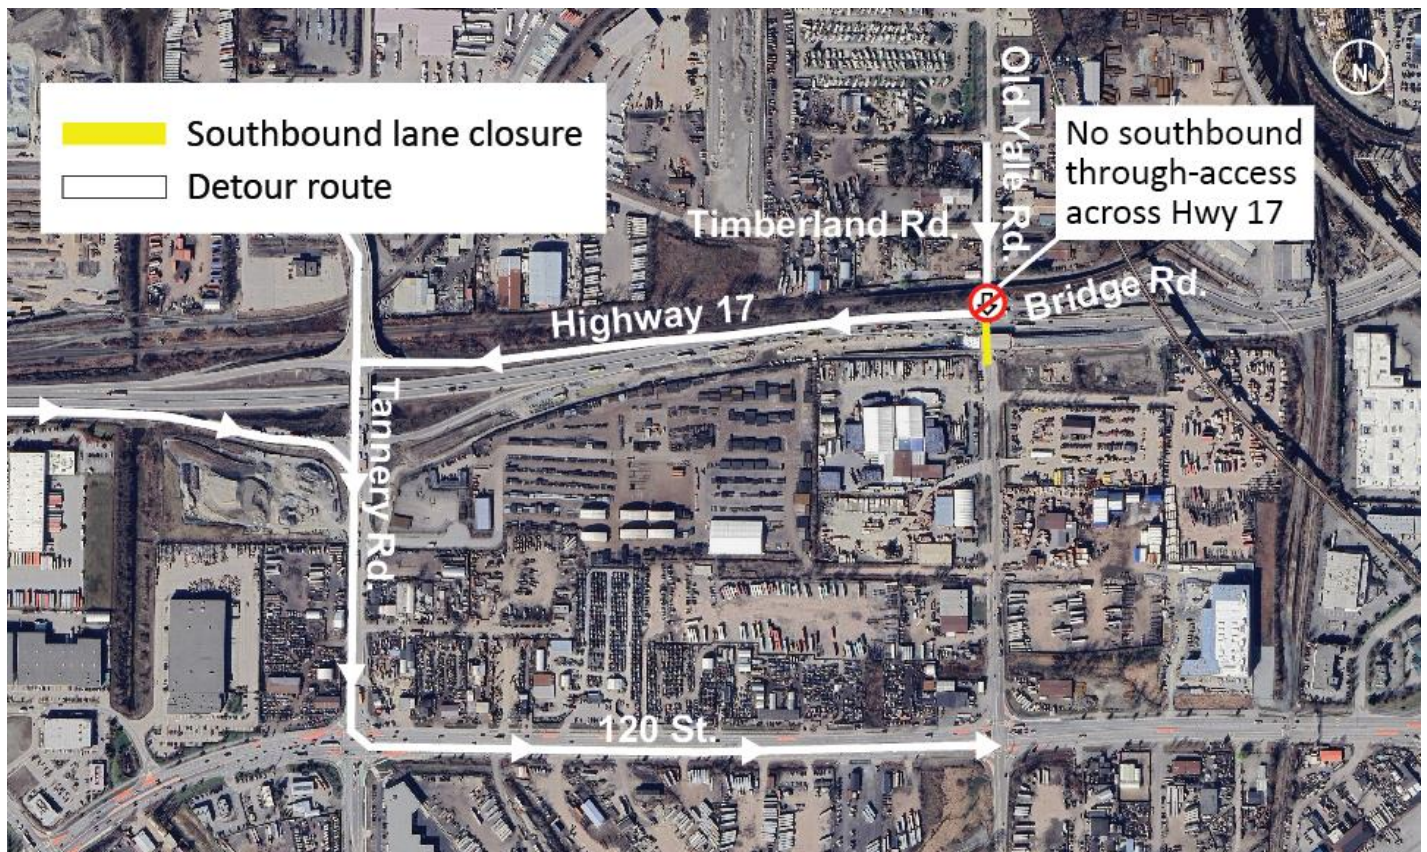 Southbound lane closure
Detour route
Old Yale Rd.
N
No southbound
through-access
across Hwy 17
Timberland Rd.
Bridge Rd.
Highway 17
Tannery Rd.
120 St.